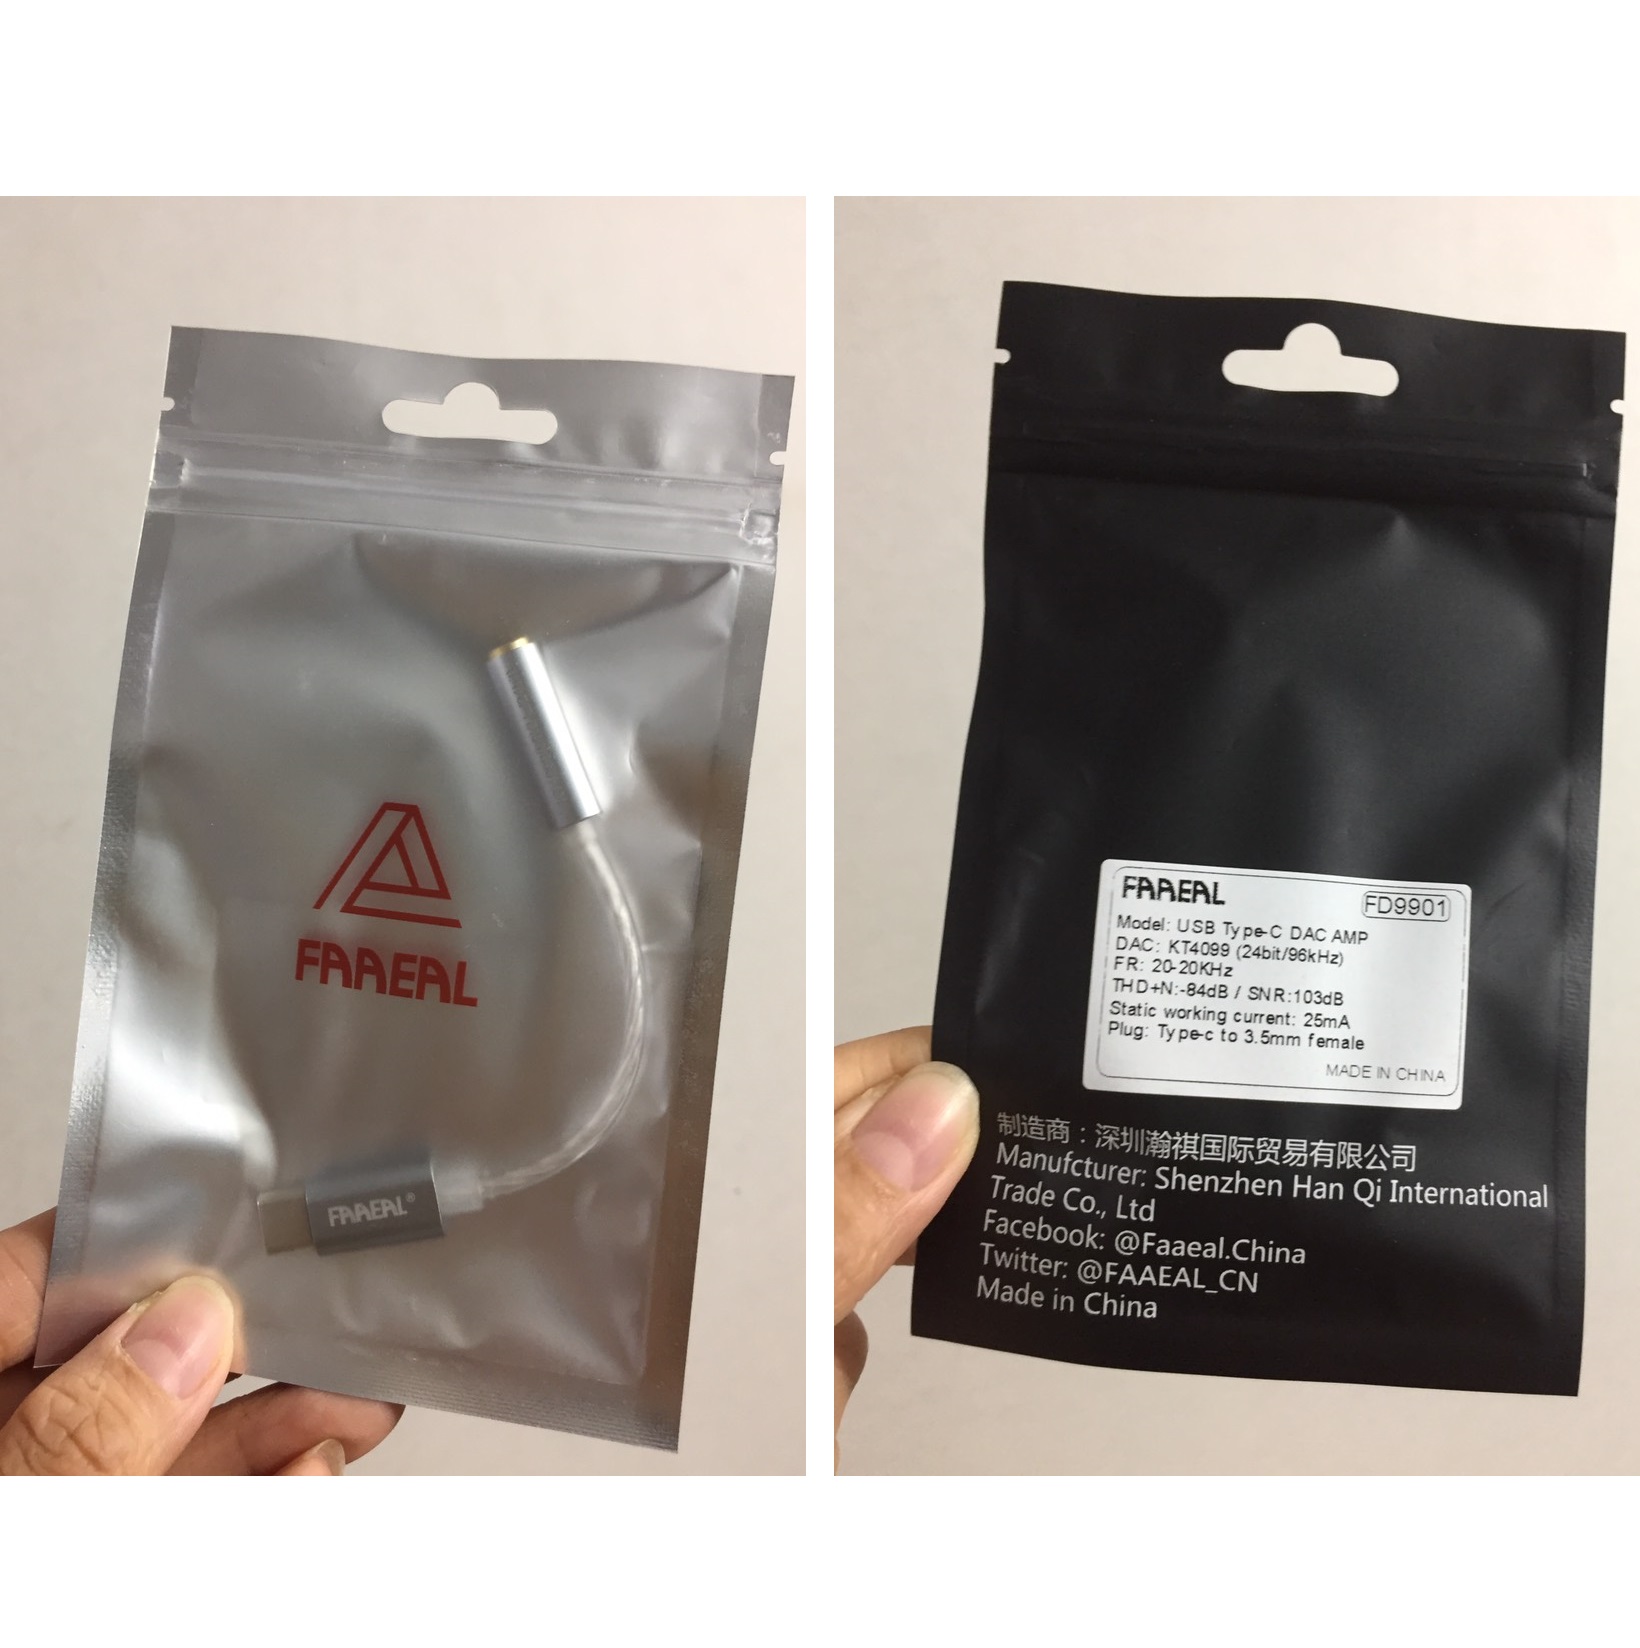 FAAEAL
FAAEAL®
FAAEAL
FD9901
Model: USB Type-C DAC AMP
DAC: KT4099 (24bit/96kHz)
FR: 20-20KHz
THD+N:-84dB / SNR:103dB
Static working current: 25mA
Plug: Type-c to 3.5mm female
MADE IN CHINA
制造商：深圳瀚祺国际贸易有限公司
Manufcturer: Shenzhen Han Qi International
Trade Co., Ltd
Facebook: @Faaeal.China
Twitter: @FAAEAL_CN
Made in China